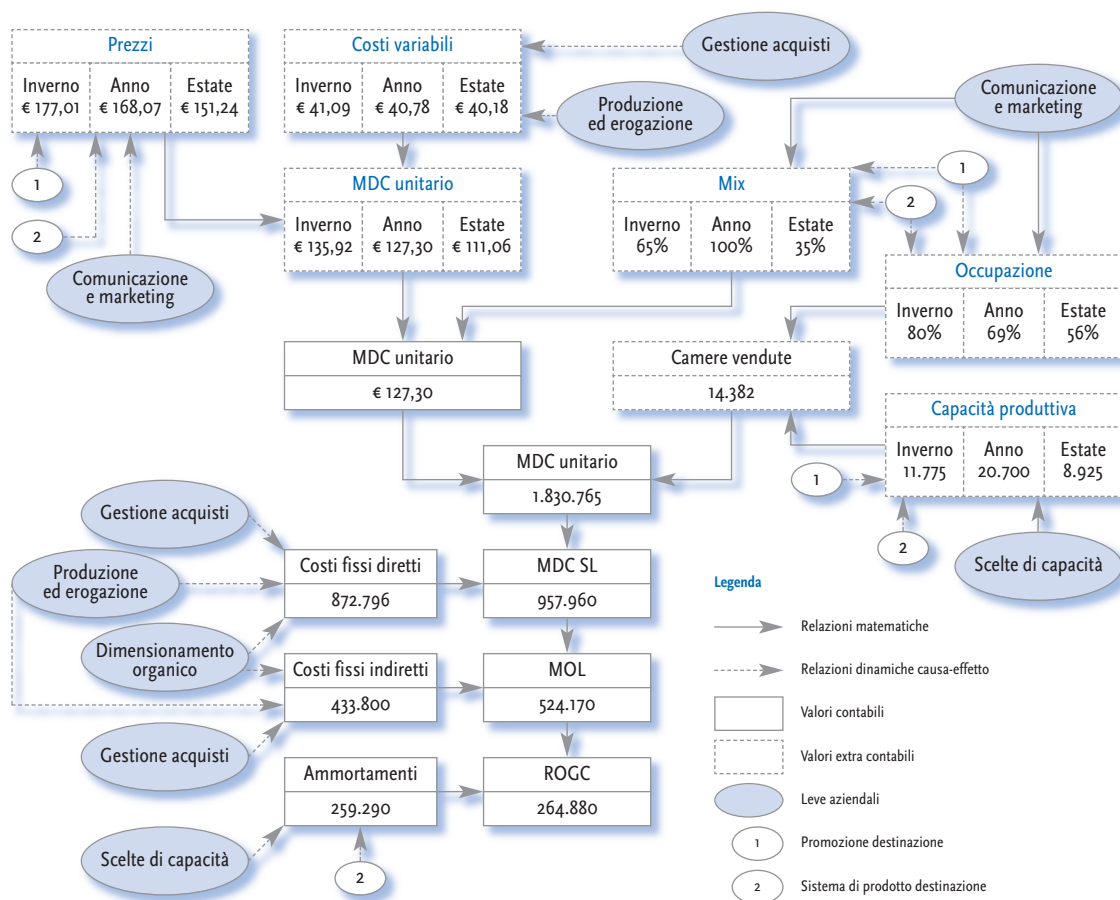 Prezzi
Inverno Anno Estate
€ 177,01 € 168,07 € 151,24
Costi variabili
Inverno Anno Estate
€ 41,09 € 40,78 € 40,18
Gestione acquisti
Produzione
ed erogazione
Comunicazione
e marketing
1
2
Comunicazione
e marketing
MDC unitario
Inverno Anno Estate
€ 135,92 € 127,30 € 111,06
Mix
Inverno Anno Estate
65% 100% 35%
1
2
Occupazione
Inverno Anno Estate
80% 69% 56%
MDC unitario
€ 127,30
Camere vendute
14.382
Capacità produttiva
Inverno Anno Estate
11.775 20.700 8.925
1
2
Scelte di capacità
MDC unitario
1.830.765
Gestione acquisti
Produzione
ed erogazione
Dimensionamento
organico
Gestione acquisti
Scelte di capacità
Costi fissi diretti
872.796
MDC SL
957.960
Costi fissi indiretti
433.800
MOL
524.170
Ammortamenti
259.290
ROGC
264.880
2
Legenda
Relazioni matematiche
Relazioni dinamiche causa-effetto
Valori contabili
Valori extra contabili
Leve aziendali
1 Promozione destinazione
2 Sistema di prodotto destinazione